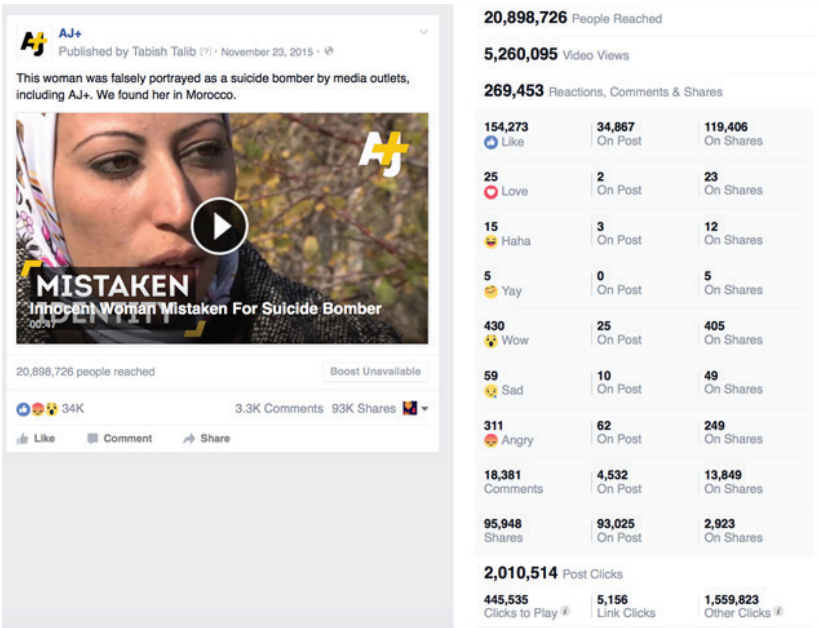 AJ+
Published by Tabish Talib [?] · November 23, 2015 ·
This woman was falsely portrayed as a suicide bomber by media outlets,
including AJ+. We found her in Morocco.
AJ+
MISTAKEN
IDENTITY
Innocent Woman Mistaken For Suicide Bomber
00:47
20,898,726 people reached
Boost Unavailable
34K 3.3K Comments 93K Shares
Like Comment Share
20,898,726 People Reached
5,260,095 Video Views
269,453 Reactions, Comments & Shares
154,273 34,867 119,406
Like On Post On Shares
25 2 23
Love On Post On Shares
15 3 12
Haha On Post On Shares
5 0 5
Yay On Post On Shares
430 25 405
Wow On Post On Shares
59 10 49
Sad On Post On Shares
311 62 249
Angry On Post On Shares
18,381 4,532 13,849
Comments On Post On Shares
95,948 93,025 2,923
Shares On Post On Shares
2,010,514 Post Clicks
445,535 5,156 1,559,823
Clicks to Play i Link Clicks Other Clicks i